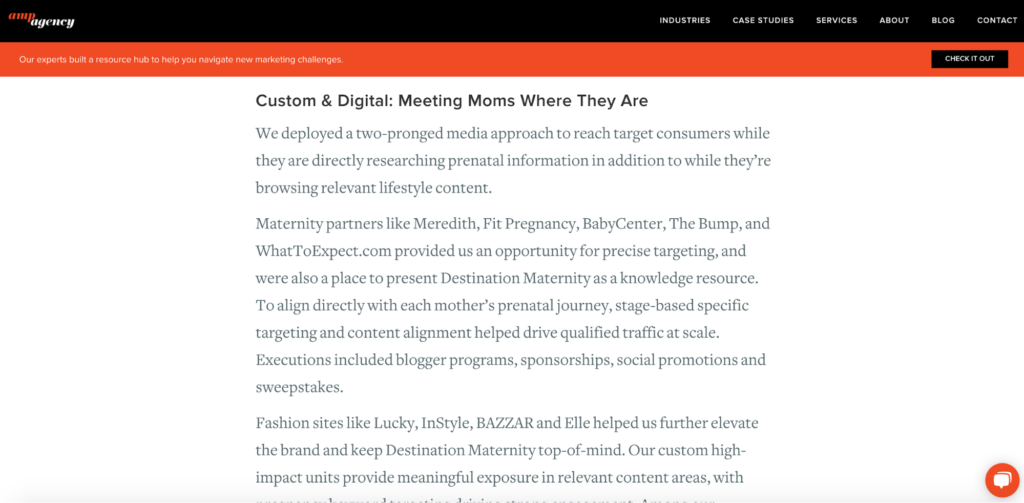 amp agency
INDUSTRIES CASE STUDIES SERVICES ABOUT BLOG CONTACT
Our experts built a resource hub to help you navigate new marketing challenges.
CHECK IT OUT
Custom & Digital: Meeting Moms Where They Are
We deployed a two-pronged media approach to reach target consumers while
they are directly researching prenatal information in addition to while they’re
browsing relevant lifestyle content.
Maternity partners like Meredith, Fit Pregnancy, BabyCenter, The Bump, and
WhatToExpect.com provided us an opportunity for precise targeting, and
were also a place to present Destination Maternity as a knowledge resource.
To align directly with each mother’s prenatal journey, stage-based specific
targeting and content alignment helped drive qualified traffic at scale.
Executions included blogger programs, sponsorships, social promotions and
sweepstakes.
Fashion sites like Lucky, InStyle, BAZZAR and Elle helped us further elevate
the brand and keep Destination Maternity top-of-mind. Our custom high-
impact units provide meaningful exposure in relevant content areas, with